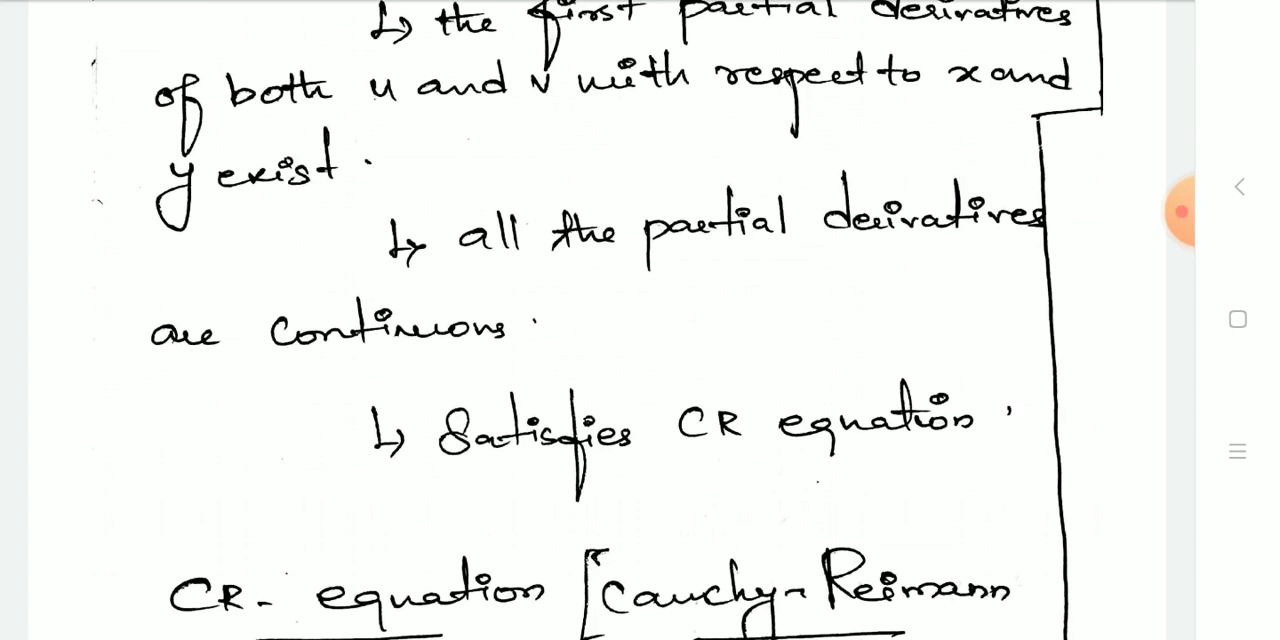 ↳ the first partial derivatives
of both u and v with respect to x and
y exist.
↳ all the partial derivatives
are continuous.
↳ Satisfies CR equation.
CR - equation [Cauchy - Reimann